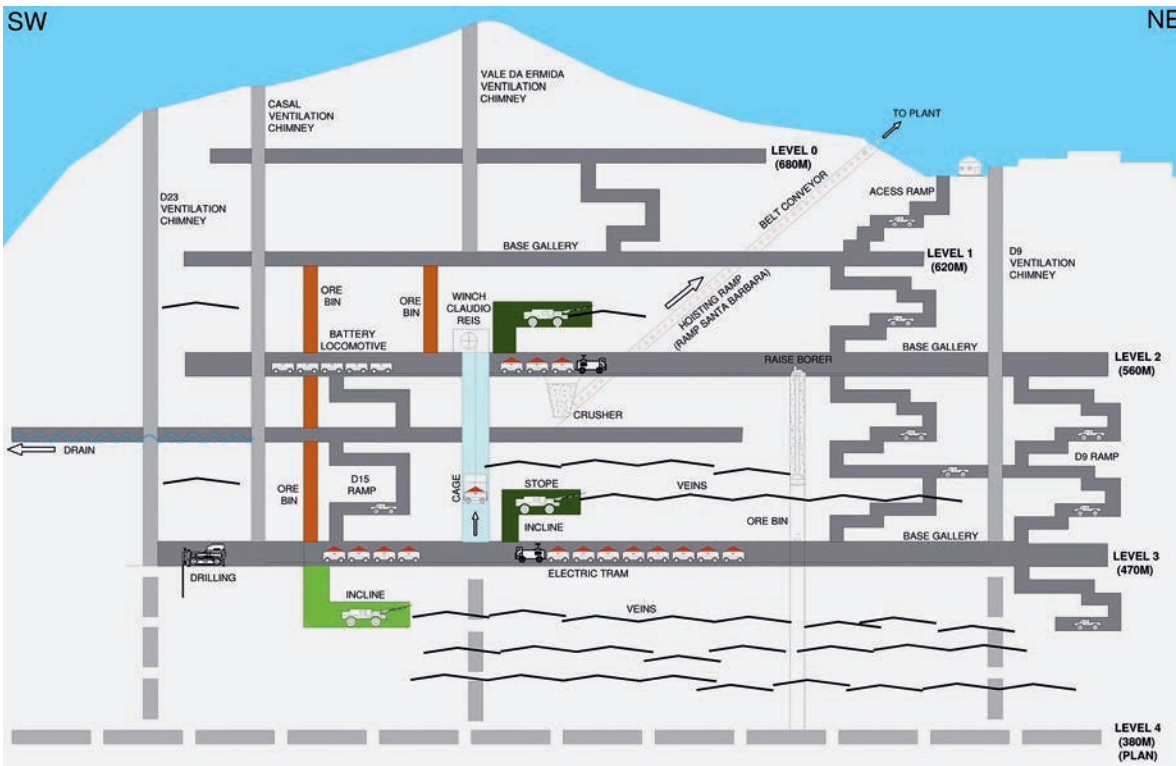 SW
NE
VALE DA ERMIDA
VENTILATION
CHIMNEY
CASAL
VENTILATION
CHIMNEY
TO PLANT
LEVEL 0
(680M)
BELT CONVEYOR
ACESS RAMP
D23
VENTILATION
CHIMNEY
BASE GALLERY
LEVEL 1
(620M)
D9
VENTILATION
CHIMNEY
ORE
BIN
ORE
BIN
WINCH
CLAUDIO
REIS
HOISTING RAMP
(RAMP SANTA BARBARA)
BATTERY
LOCOMOTIVE
BASE GALLERY
RAISE BORER
LEVEL 2
(560M)
CRUSHER
DRAIN
D15
RAMP
ORE
BIN
CAGE
STOPE
VEINS
D9 RAMP
INCLINE
ORE BIN
BASE GALLERY
LEVEL 3
(470M)
DRILLING
ELECTRIC TRAM
INCLINE
VEINS
LEVEL 4
(380M)
(PLAN)